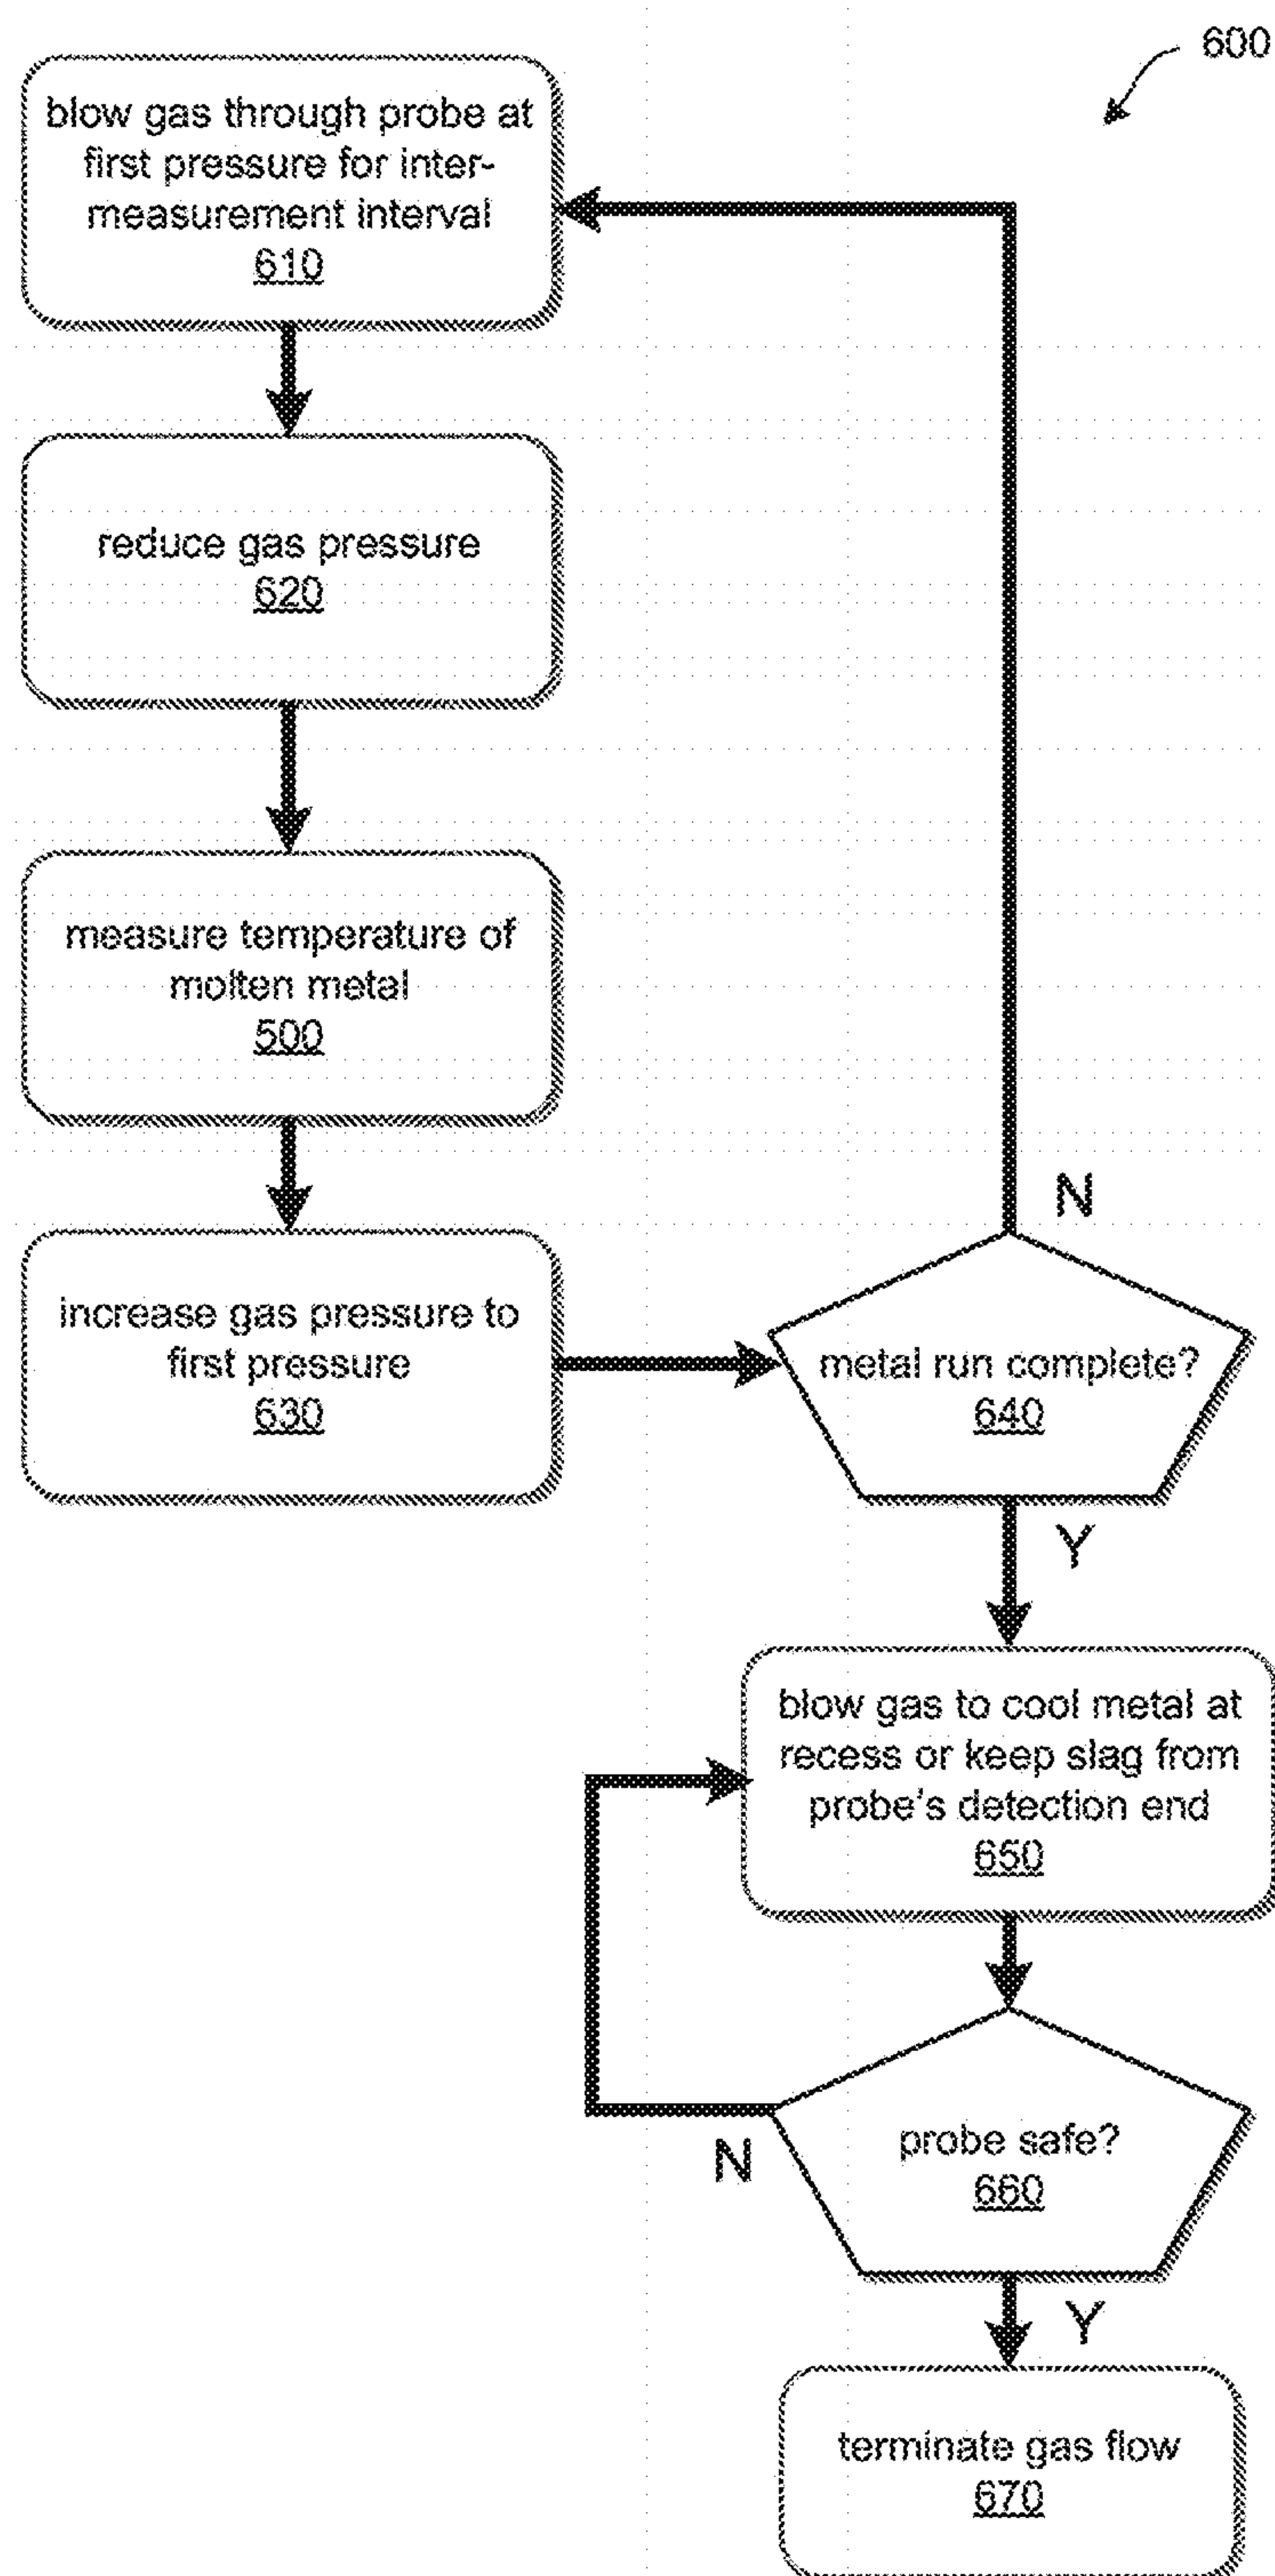 600
blow gas through probe at
first pressure for inter-
measurement interval
610
reduce gas pressure
620
measure temperature of
molten metal
500
increase gas pressure to
first pressure
630
N
metal run complete?
640
Y
blow gas to cool metal at
recess or keep slag from
probe's detection end
650
probe safe?
660
N
Y
terminate gas flow
670